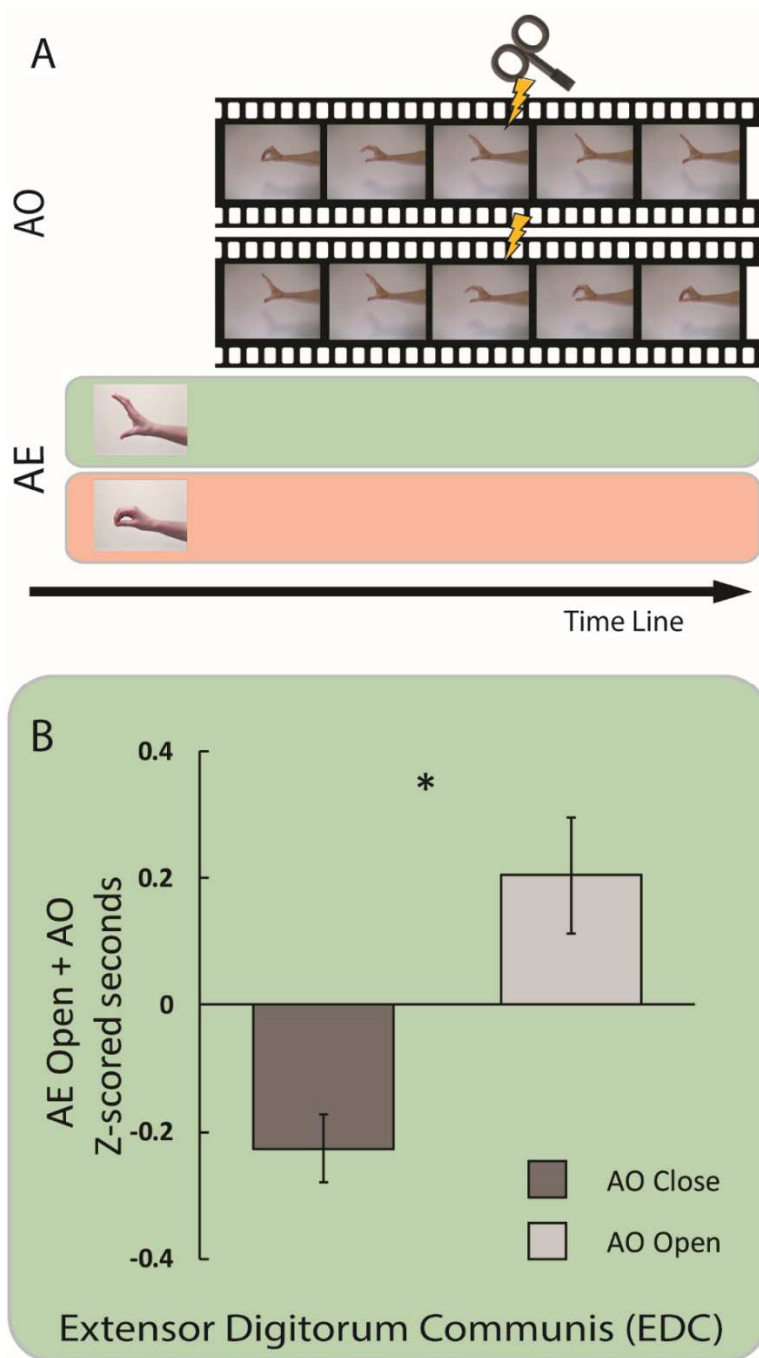 A
AO
AE
Time Line
B
AE Open + AO
Z-scored seconds
0.4
*
0.2
0
-0.2
-0.4
AO Close
AO Open
Extensor Digitorum Communis (EDC)